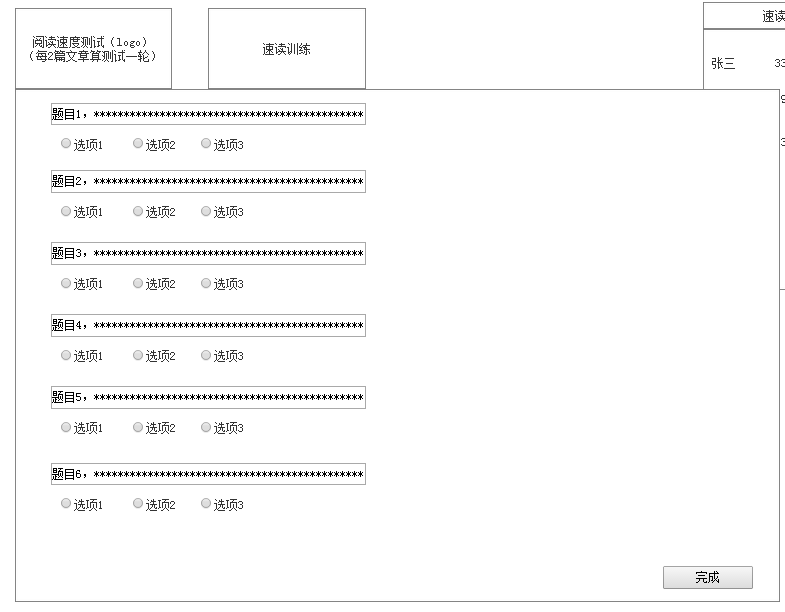 阅读速度测试（logo）
（每2篇文章算测试一轮）
速读训练
速读
张三 33
题目1，*********************************************
选项1 选项2 选项3
题目2，*********************************************
选项1 选项2 选项3
题目3，*********************************************
选项1 选项2 选项3
题目4，*********************************************
选项1 选项2 选项3
题目5，*********************************************
选项1 选项2 选项3
题目6，*********************************************
选项1 选项2 选项3
完成